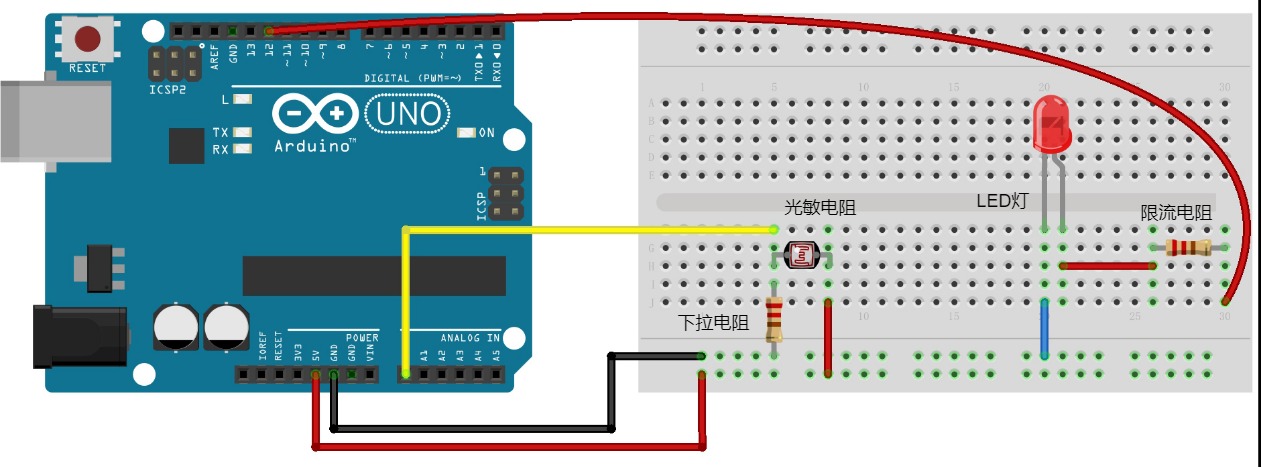 RESET
ICSP2
AREF
GND
13
12
~11
~10
~9
8
7
~6
~5
4
~3
2
TX0▶1
RX0◀0
DIGITAL (PWM=~)
L
TX
RX
UNO
Arduino™
ON
1
ICSP
IOREF
RESET
3V3
5V
GND
GND
VIN
POWER
ANALOG IN
A1
A2
A3
A4
A5
1
5
10
15
20
25
30
A
B
C
D
E
光敏电阻
LED灯
限流电阻
G
H
I
J
下拉电阻
10
15
25
30